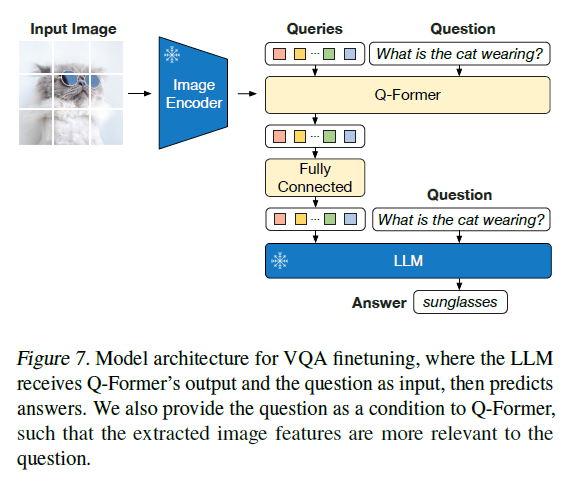 Input Image
Queries
Question
... What is the cat wearing?
Image
Encoder
Q-Former
...
Fully
Connected
Question
... What is the cat wearing?
LLM
Answer sunglasses
Figure 7. Model architecture for VQA finetuning, where the LLM
receives Q-Former's output and the question as input, then predicts
answers. We also provide the question as a condition to Q-Former,
such that the extracted image features are more relevant to the
question.